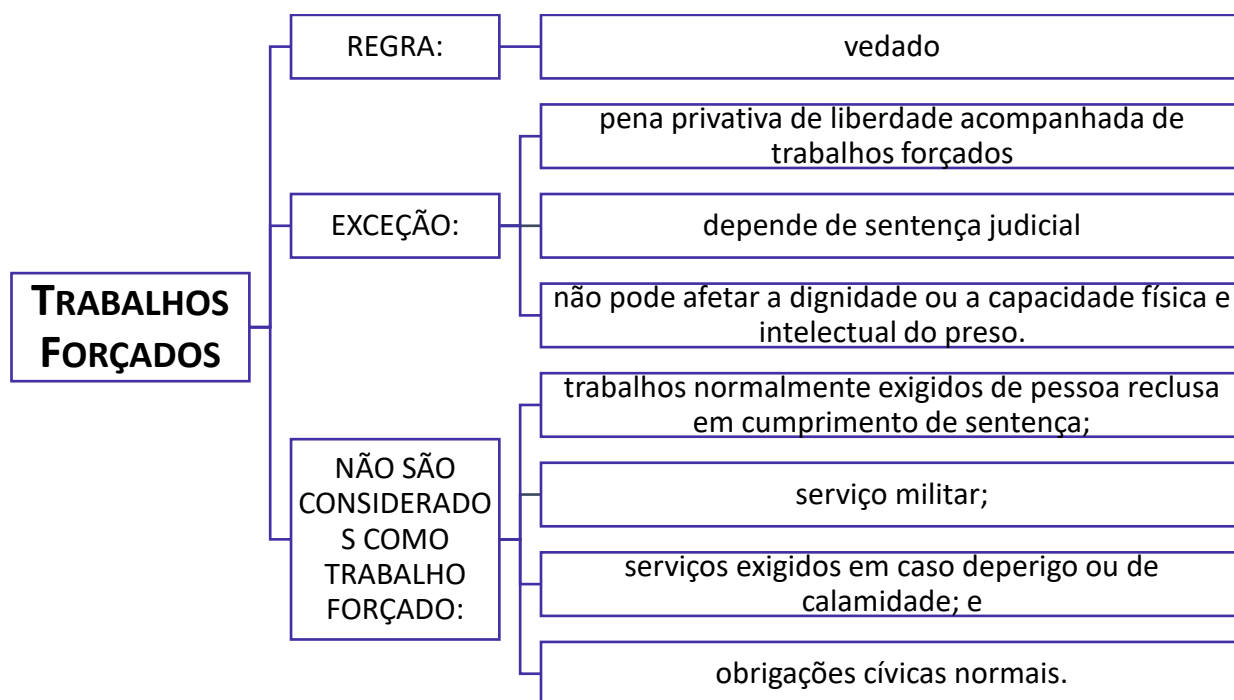 REGRA:
vedado
pena privativa de liberdade acompanhada de
trabalhos forçados
EXCEÇÃO:
depende de sentença judicial
não pode afetar a dignidade ou a capacidade física e
intelectual do preso.
TRABALHOS
FORÇADOS
trabalhos normalmente exigidos de pessoa reclusa
em cumprimento de sentença;
NÃO SÃO
CONSIDERADO
S COMO
TRABALHO
FORÇADO:
serviço militar;
serviços exigidos em caso deperigo ou de
calamidade; e
obrigações cívicas normais.